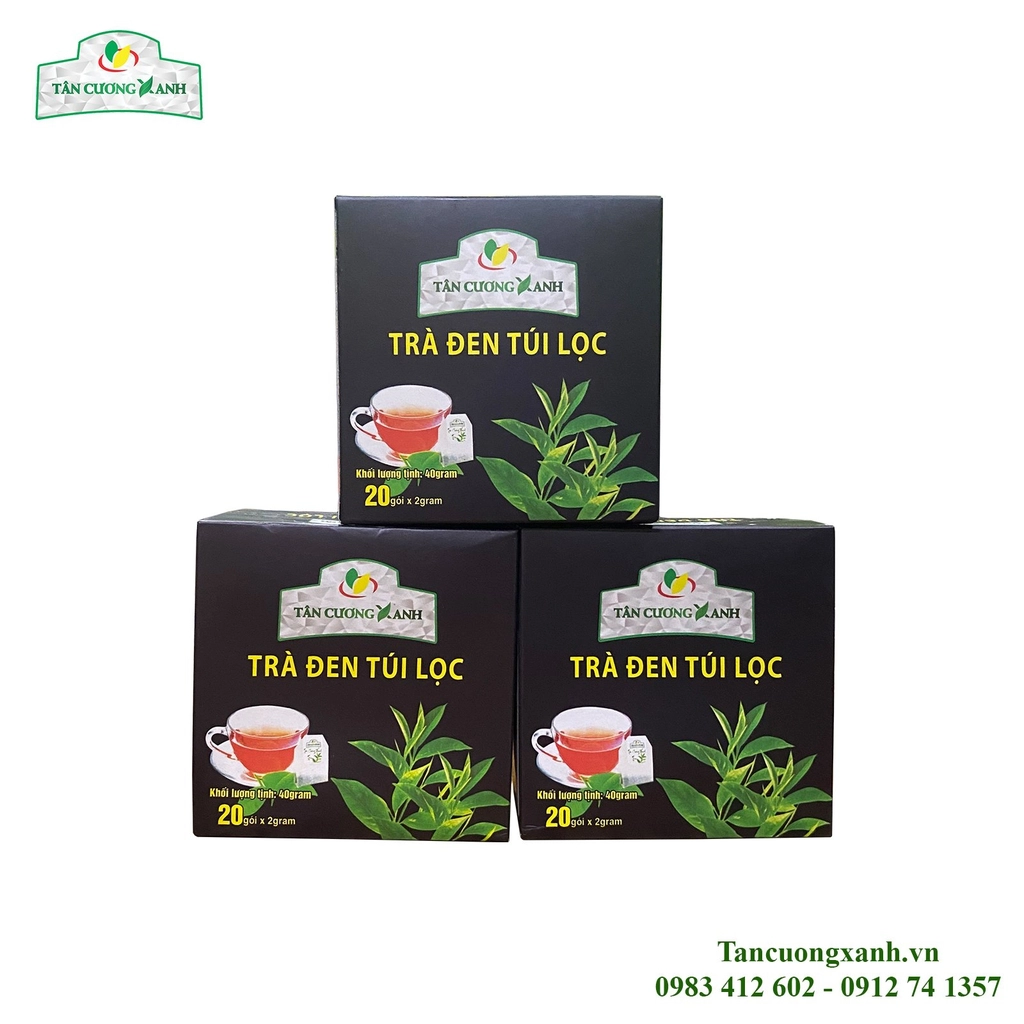 TÂN CƯƠNG XANH
TÂN CƯƠNG XANH
TRÀ ĐEN TÚI LỌC
Khối lượng tịnh: 40gram
20 gói x 2gram
TÂN CƯƠNG XANH
TRÀ ĐEN TÚI LỌC
Khối lượng tịnh: 40gram
20 gói x 2gram
TÂN CƯƠNG XANH
TRÀ ĐEN TÚI LỌC
Khối lượng tịnh: 40gram
20 gói x 2gram
Tancuongxanh.vn
0983 412 602 - 0912 74 1357